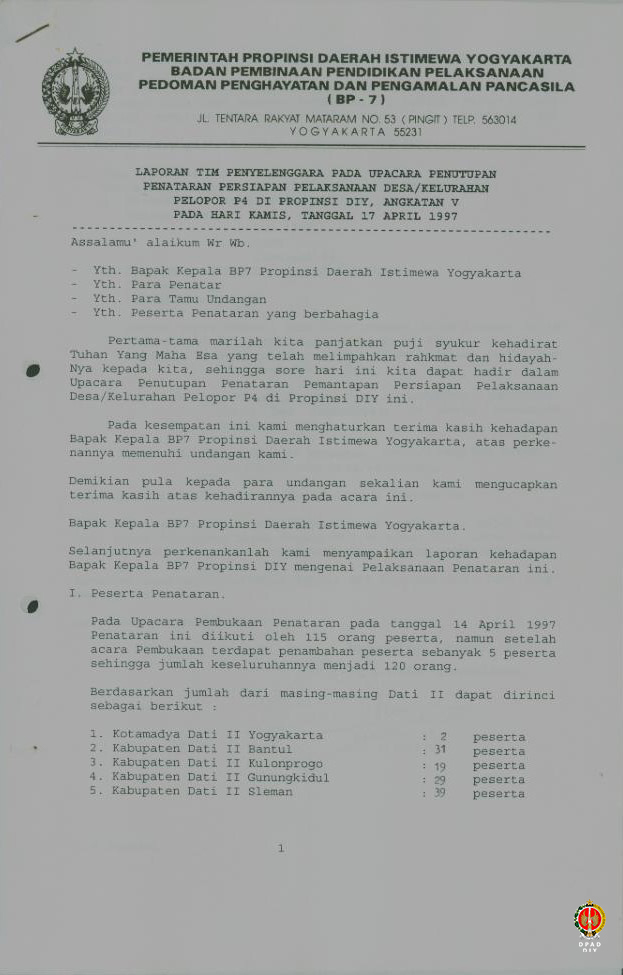 PEMERINTAH PROPINSI DAERAH ISTIMEWA YOGYAKARTA
BADAN PEMBINAAN PENDIDIKAN PELAKSANAAN
PEDOMAN PENGHAYATAN DAN PENGAMALAN PANCASILA
( BP - 7 )
JL. TENTARA RAKYAT MATARAM NO. 53 ( PINGIT ) TELP. 563014
YOGYAKARTA 55231
LAPORAN TIM PENYELENGGARA PADA UPACARA PENUTUPAN
PENATARAN PERSIAPAN PELAKSANAAN DESA/KELURAHAN
PELOPOR P4 DI PROPINSI DIY, ANGKATAN V
PADA HARI KAMIS, TANGGAL 17 APRIL 1997
Assalamu' alaikum Wr Wb.
- Yth. Bapak Kepala BP7 Propinsi Daerah Istimewa Yogyakarta
- Yth. Para Penatar
- Yth. Para Tamu Undangan
- Yth. Peserta Penataran yang berbahagia
Pertama-tama marilah kita panjatkan puji syukur kehadirat
Tuhan Yang Maha Esa yang telah melimpahkan rahkmat dan hidayah-
Nya kepada kita, sehingga sore hari ini kita dapat hadir dalam
Upacara Penutupan Penataran Pemantapan Persiapan Pelaksanaan
Desa/Kelurahan Pelopor P4 di Propinsi DIY ini.
Pada kesempatan ini kami menghaturkan terima kasih kehadapan
Bapak Kepala BP7 Propinsi Daerah Istimewa Yogyakarta, atas perke-
nannya memenuhi undangan kami.
Demikian pula kepada para undangan sekalian kami mengucapkan
terima kasih atas kehadirannya pada acara ini.
Bapak Kepala BP7 Propinsi Daerah Istimewa Yogyakarta.
Selanjutnya perkenankanlah kami menyampaikan laporan kehadapan
Bapak Kepala BP7 Propinsi DIY mengenai Pelaksanaan Penataran ini.
I. Peserta Penataran.
Pada Upacara Pembukaan Penataran pada tanggal 14 April 1997
Penataran ini diikuti oleh 115 orang peserta, namun setelah
acara Pembukaan terdapat penambahan peserta sebanyak 5 peserta
sehingga jumlah keseluruhannya menjadi 120 orang.
Berdasarkan jumlah dari masing-masing Dati II dapat dirinci
sebagai berikut :
1. Kotamadya Dati II Yogyakarta : 2 peserta
2. Kabupaten Dati II Bantul : 31 peserta
3. Kabupaten Dati II Kulonprogo : 19 peserta
4. Kabupaten Dati II Gunungkidul : 29 peserta
5. Kabupaten Dati II Sleman : 39 peserta
1
DPAD
DIY